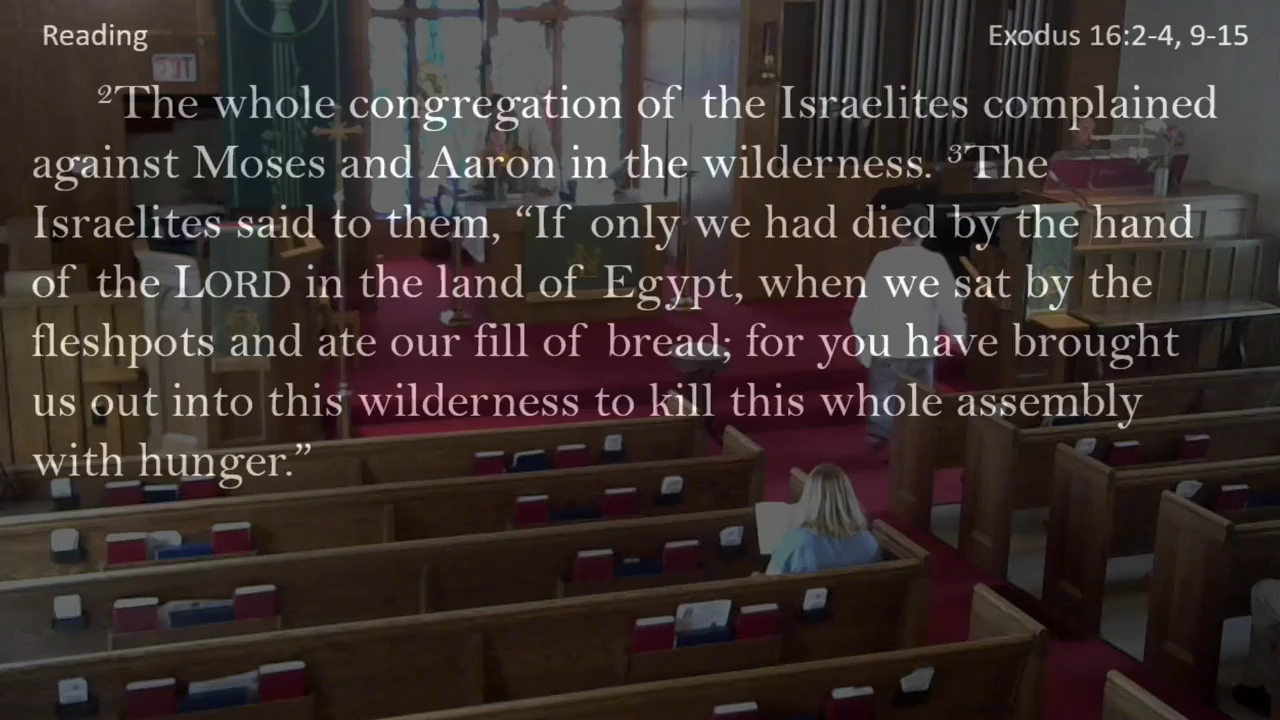 Reading
Exodus 16:2-4, 9-15
²The whole congregation of the Israelites complained
against Moses and Aaron in the wilderness. ³The
Israelites said to them, “If only we had died by the hand
of the LORD in the land of Egypt, when we sat by the
fleshpots and ate our fill of bread; for you have brought
us out into this wilderness to kill this whole assembly
with hunger.”